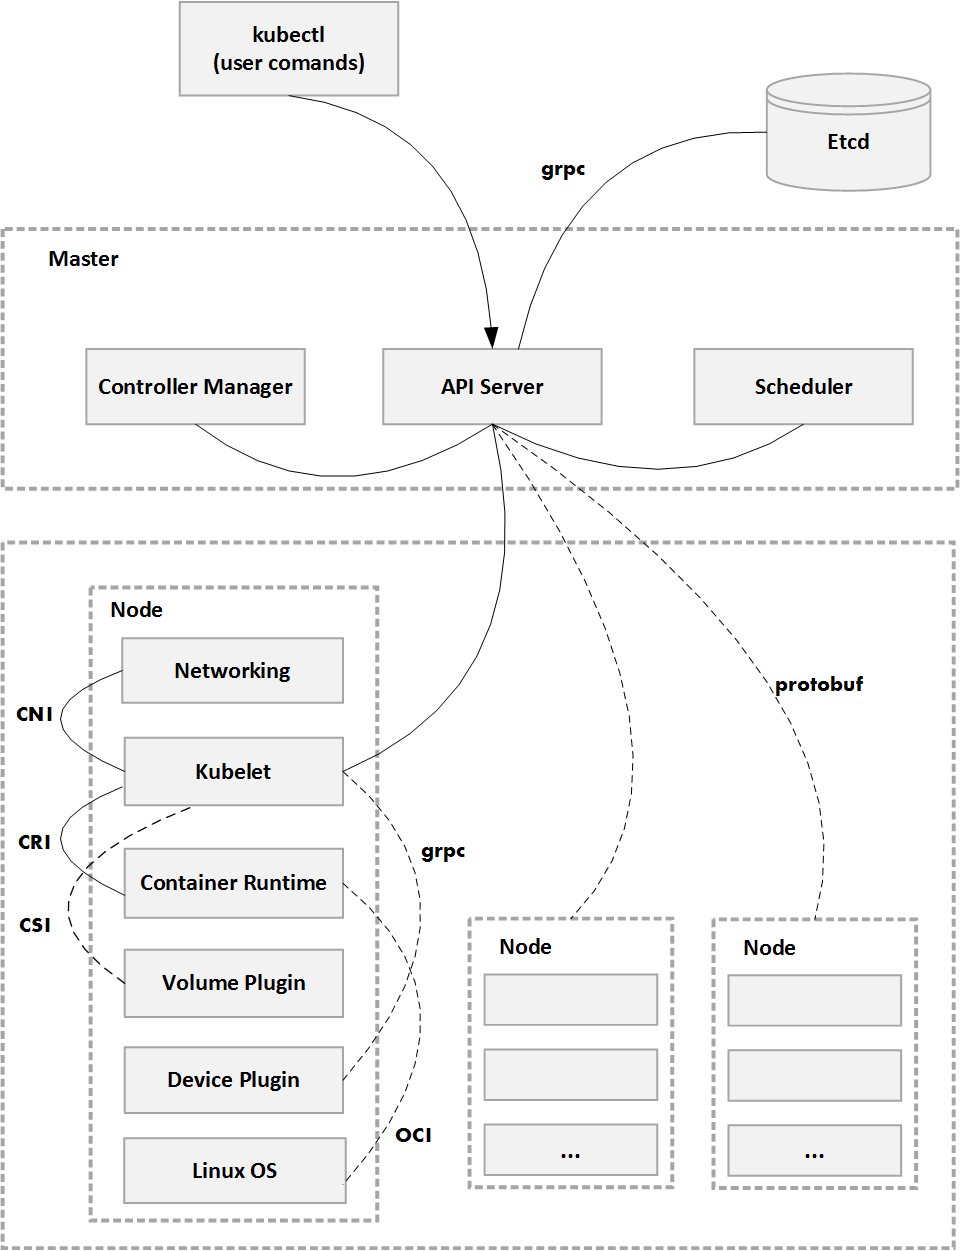 kubectl
(user comands)
Etcd
grpc
Master
Controller Manager
API Server
Scheduler
Node
Networking
CNI
Kubelet
CRI
grpc
Container Runtime
CSI
Volume Plugin
Device Plugin
OCI
Linux OS
protobuf
Node
...
Node
...